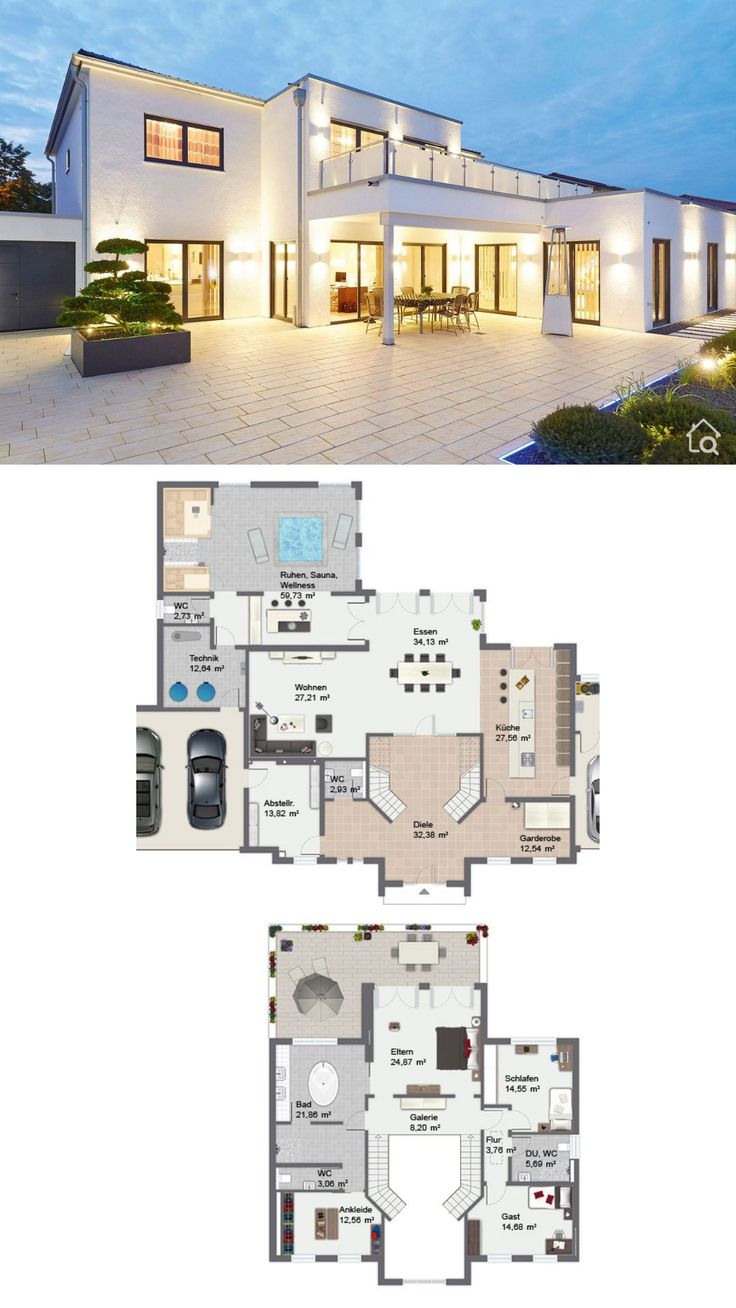 Ruhen, Sauna,
Wellness
59,73 m²
WC
2,73 m²
Essen
34,13 m²
Technik
12,64 m²
Wohnen
27,21 m²
Küche
27,56 m²
WC
2,93 m²
Abstellr.
13,82 m²
Diele
32,38 m²
Garderobe
12,54 m²
Eltern
24,87 m²
Schlafen
14,55 m²
Bad
21,86 m²
Galerie
8,20 m²
Flur
3,76 m²
DU, WC
5,69 m²
WC
3,06 m²
Ankleide
12,56 m²
Gast
14,68 m²